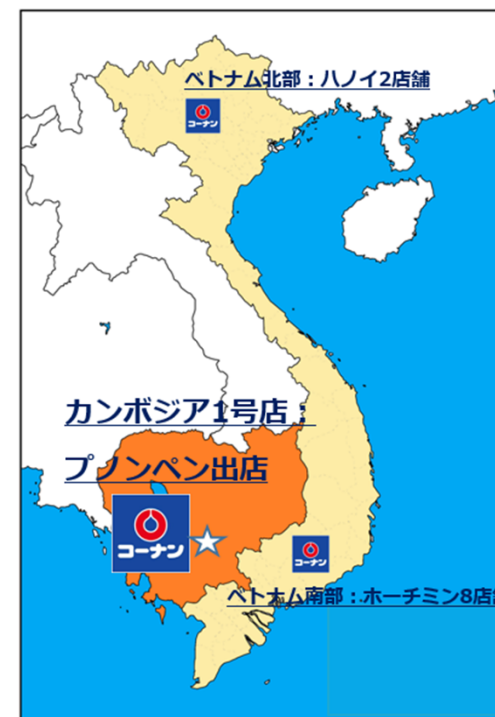 ベトナム北部：ハノイ2店舗
コーナン
カンボジア1号店：
プノンペン出店
コーナン
コーナン
ベトナム南部：ホーチミン8店